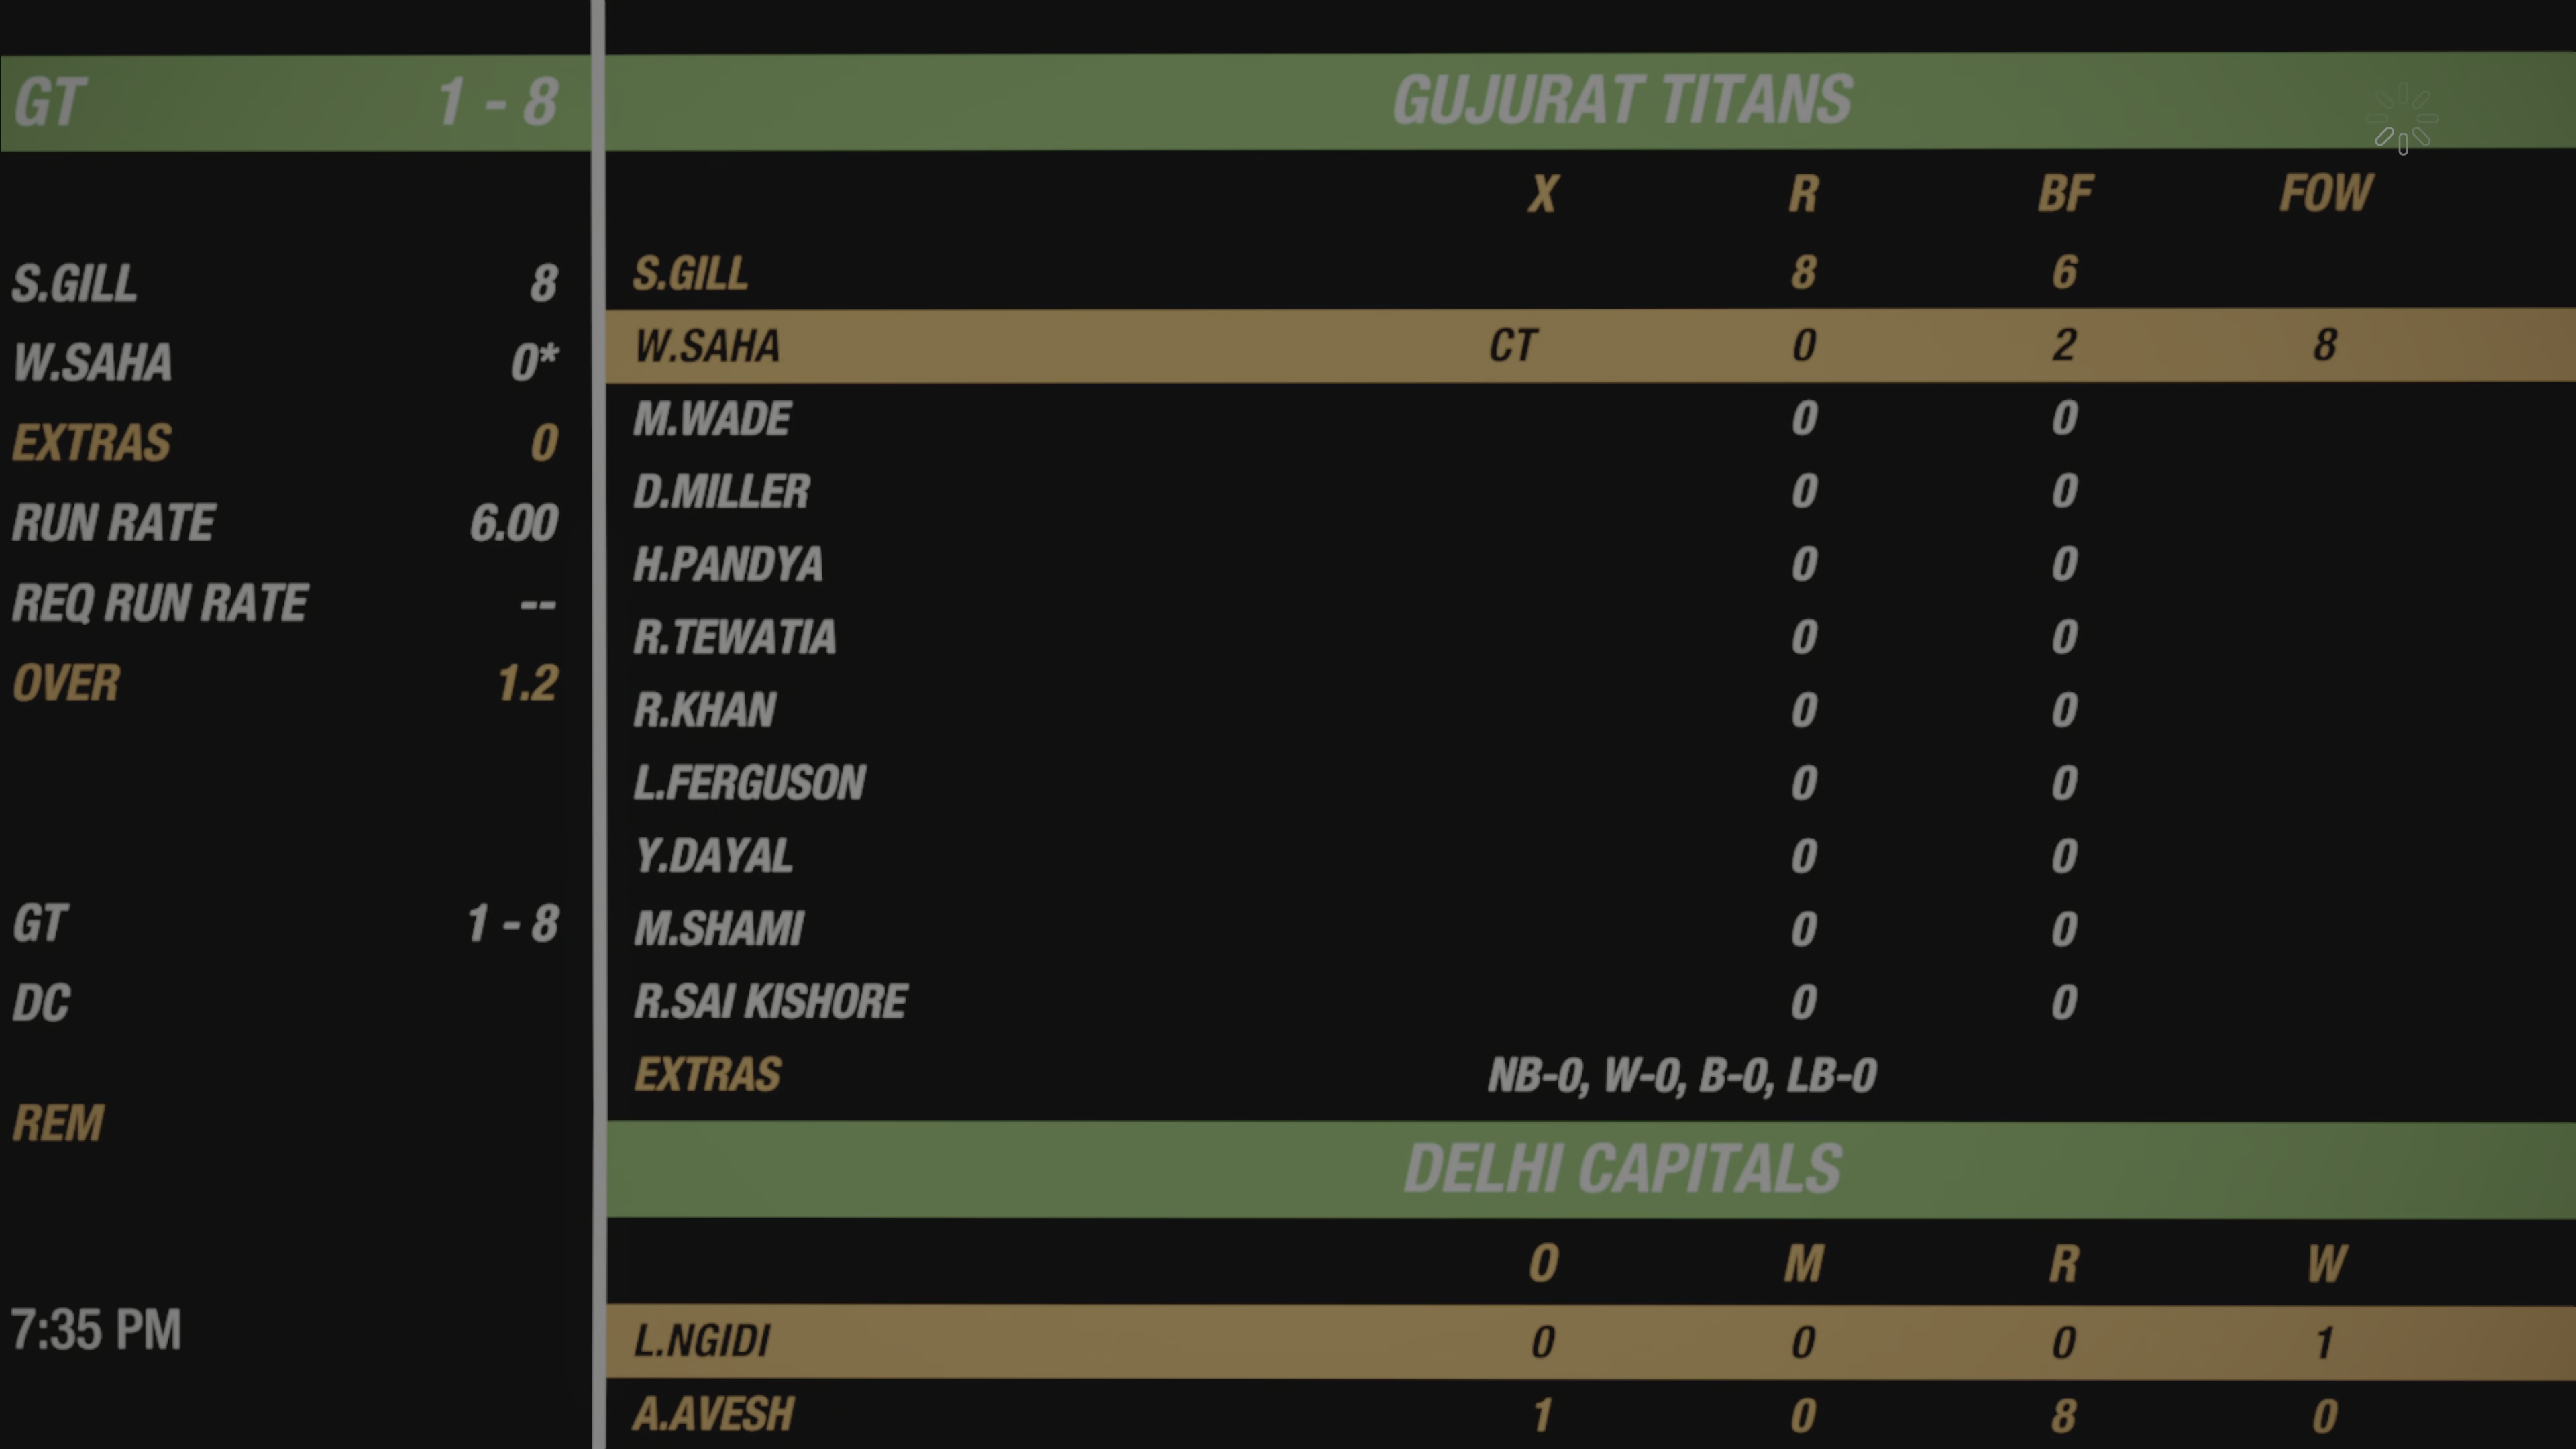 GT 1 - 8
S.GILL 8
W.SAHA 0*
EXTRAS 0
RUN RATE 6.00
REQ RUN RATE --
OVER 1.2
GT 1 - 8
DC
REM
7:35 PM
GUJURAT TITANS
X R BF FOW
S.GILL 8 6
W.SAHA CT 0 2 8
M.WADE 0 0
D.MILLER 0 0
H.PANDYA 0 0
R.TEWATIA 0 0
R.KHAN 0 0
L.FERGUSON 0 0
Y.DAYAL 0 0
M.SHAMI 0 0
R.SAI KISHORE 0 0
EXTRAS NB-0, W-0, B-0, LB-0
DELHI CAPITALS
O M R W
L.NGIDI 0 0 0 1
A.AVESH 1 0 8 0